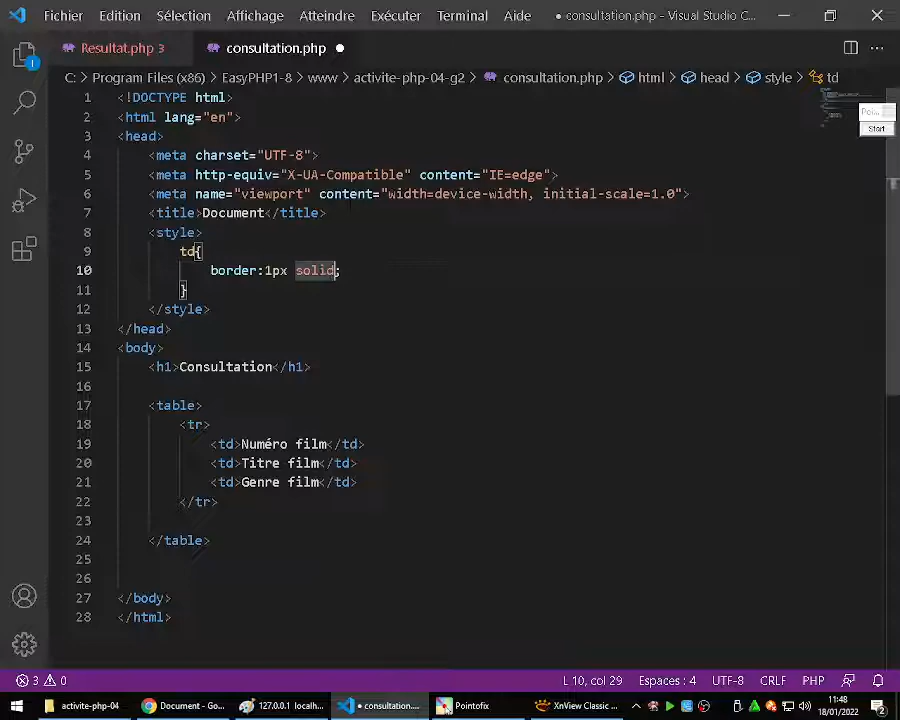 Fichier Edition Sélection Affichage Atteindre Exécuter Terminal Aide ● consultation.php - Visual Studio C...
Resultat.php 3 consultation.php ●
C: > Program Files (x86) > EasyPHP1-8 > www > activite-php-04-g2 > consultation.php > html > head > style > td
1 <!DOCTYPE html>
2 <html lang="en">
3 <head>
4 <meta charset="UTF-8">
5 <meta http-equiv="X-UA-Compatible" content="IE=edge">
6 <meta name="viewport" content="width=device-width, initial-scale=1.0">
7 <title>Document</title>
8 <style>
9 td{
10 border:1px solid;
11 }
12 </style>
13 </head>
14 <body>
15 <h1>Consultation</h1>
16
17 <table>
18 <tr>
19 <td>Numéro film</td>
20 <td>Titre film</td>
21 <td>Genre film</td>
22 </tr>
23
24 </table>
25
26
27 </body>
28 </html>
Start
1
3 0 L 10, col 29 Espaces : 4 UTF-8 CRLF PHP
activite-php-04 Document - Go... 127.0.0.1 localh... ● consultation.... Pointofix XnView Classic ... 11:48
18/01/2022 2